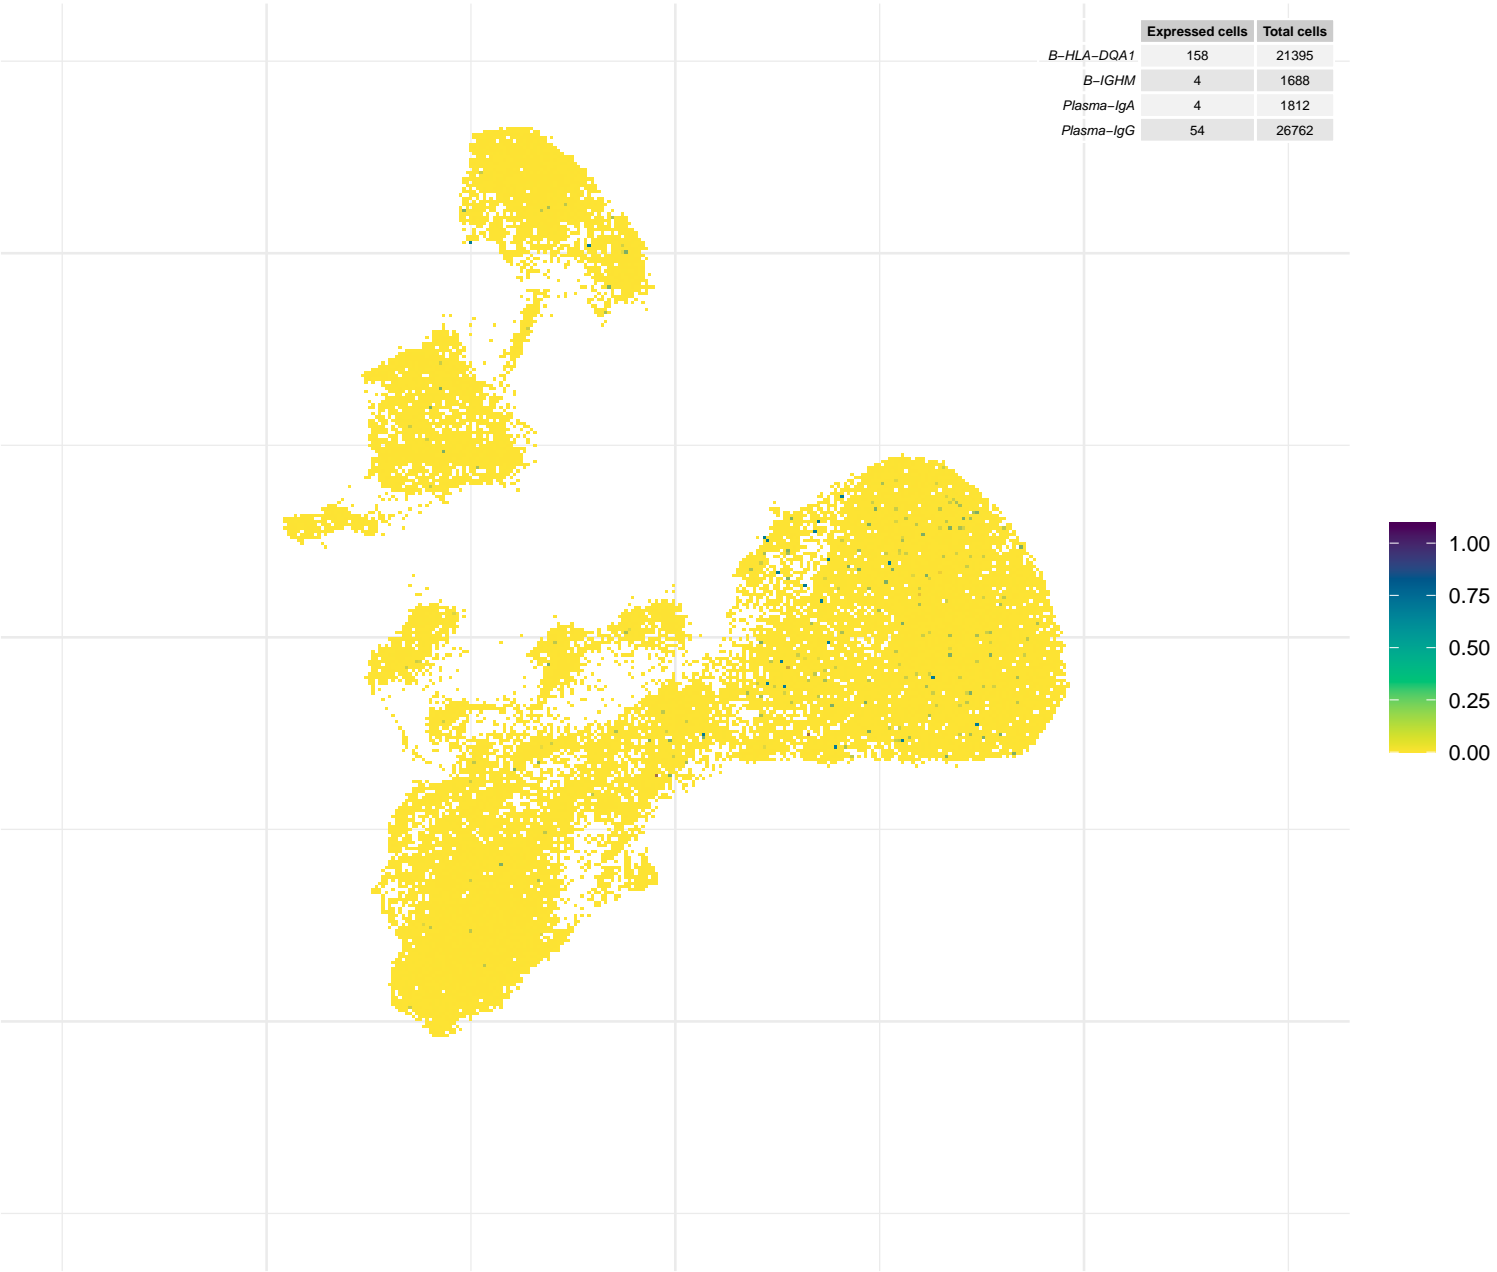 Expressed cells Total cells
B−HLA−DQA1 158 21395
B−IGHM 4 1688
Plasma−IgA 4 1812
Plasma−IgG 54 26762
1.00
0.75
0.50
0.25
0.00